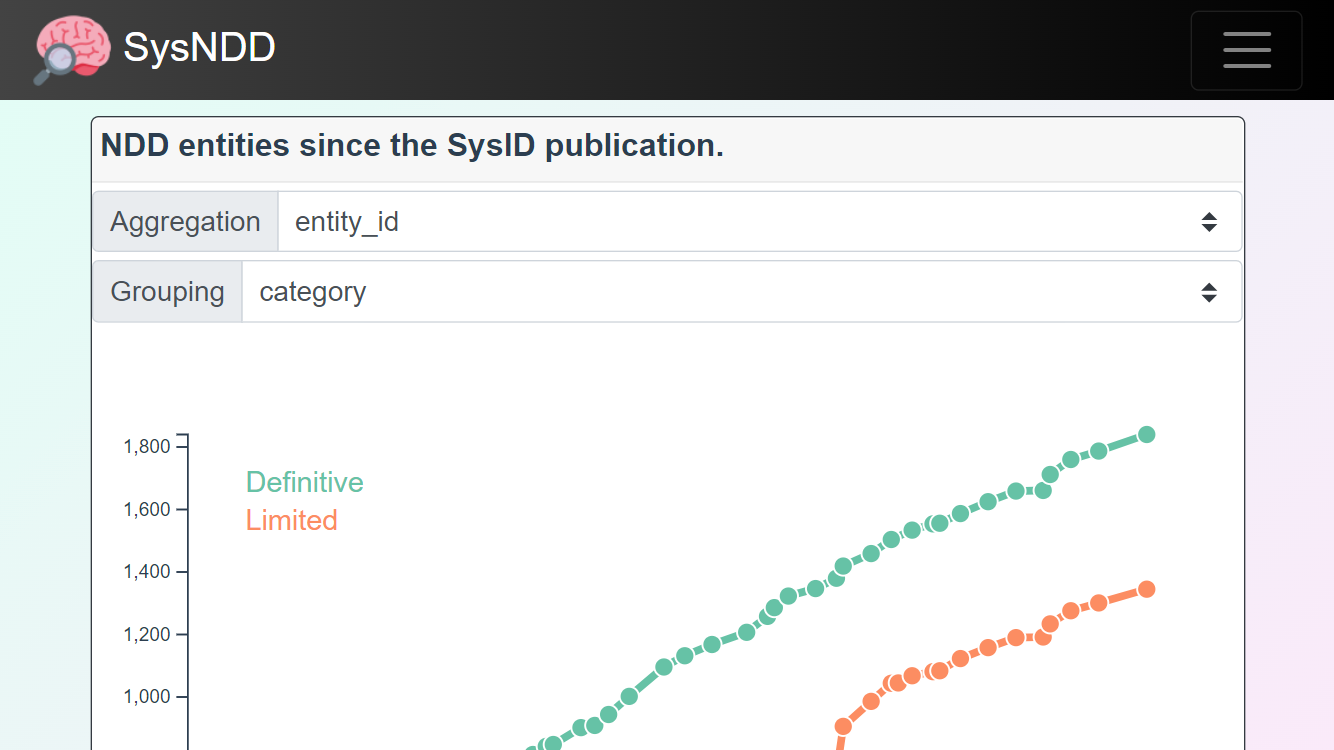 SysNDD
NDD entities since the SysID publication.
Aggregation entity_id
Grouping category
1,800
Definitive
1,600
Limited
1,400
1,200
1,000